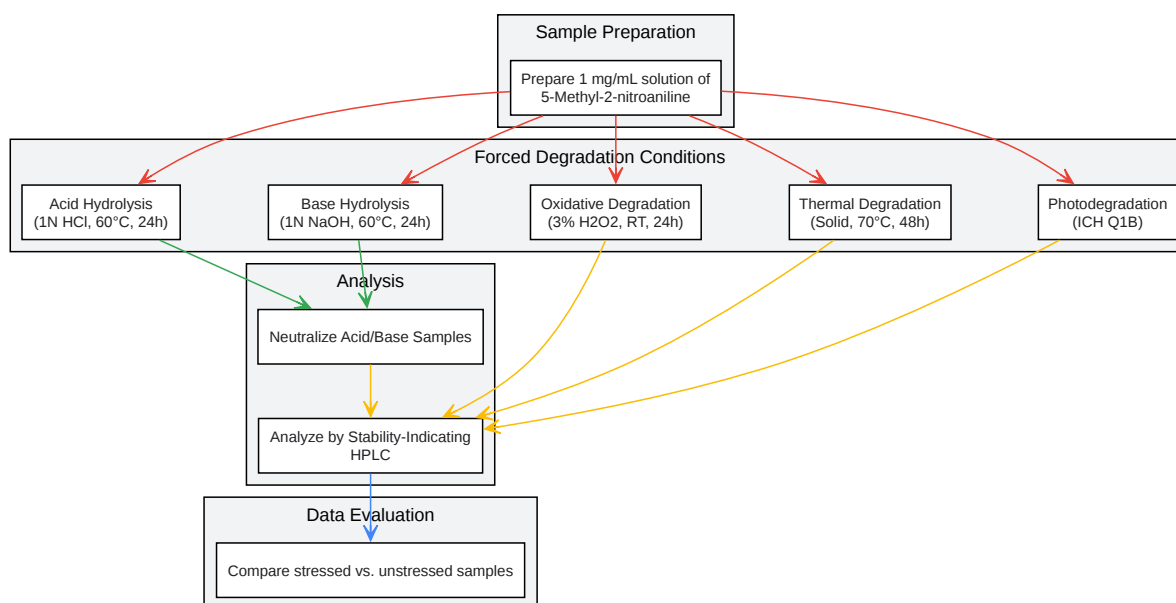 Sample Preparation
Prepare 1 mg/mL solution of
5-Methyl-2-nitroaniline
Forced Degradation Conditions
Acid Hydrolysis
(1N HCl, 60°C, 24h)
Base Hydrolysis
(1N NaOH, 60°C, 24h)
Oxidative Degradation
(3% H2O2, RT, 24h)
Thermal Degradation
(Solid, 70°C, 48h)
Photodegradation
(ICH Q1B)
Analysis
Neutralize Acid/Base Samples
Analyze by Stability-Indicating
HPLC
Data Evaluation
Compare stressed vs. unstressed samples